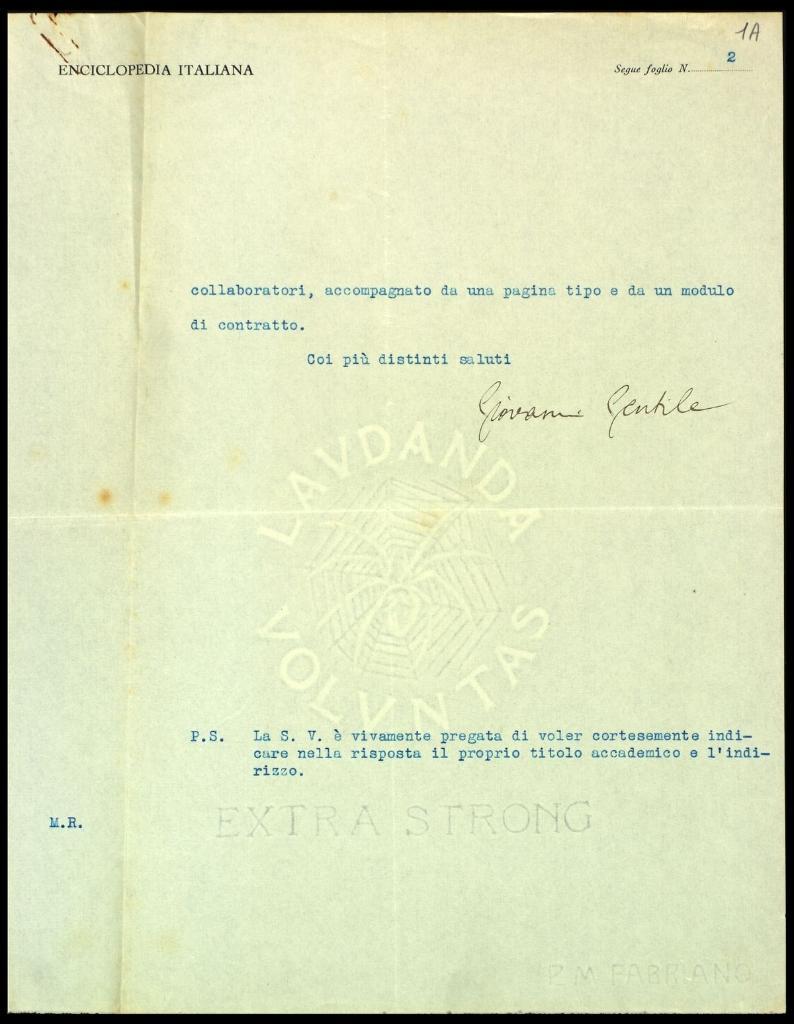 1A
ENCICLOPEDIA ITALIANA
Segue foglio N. 2
collaboratori, accompagnato da una pagina tipo e da un modulo
di contratto.
Coi più distinti saluti
Giovanni Gentile
LAVDANDA
VOLVNTAS
P.S. La S. V. è vivamente pregata di voler cortesemente indi-
care nella risposta il proprio titolo accademico e l'indi-
rizzo.
M.R.
EXTRA STRONG
P. M. FABRIANO